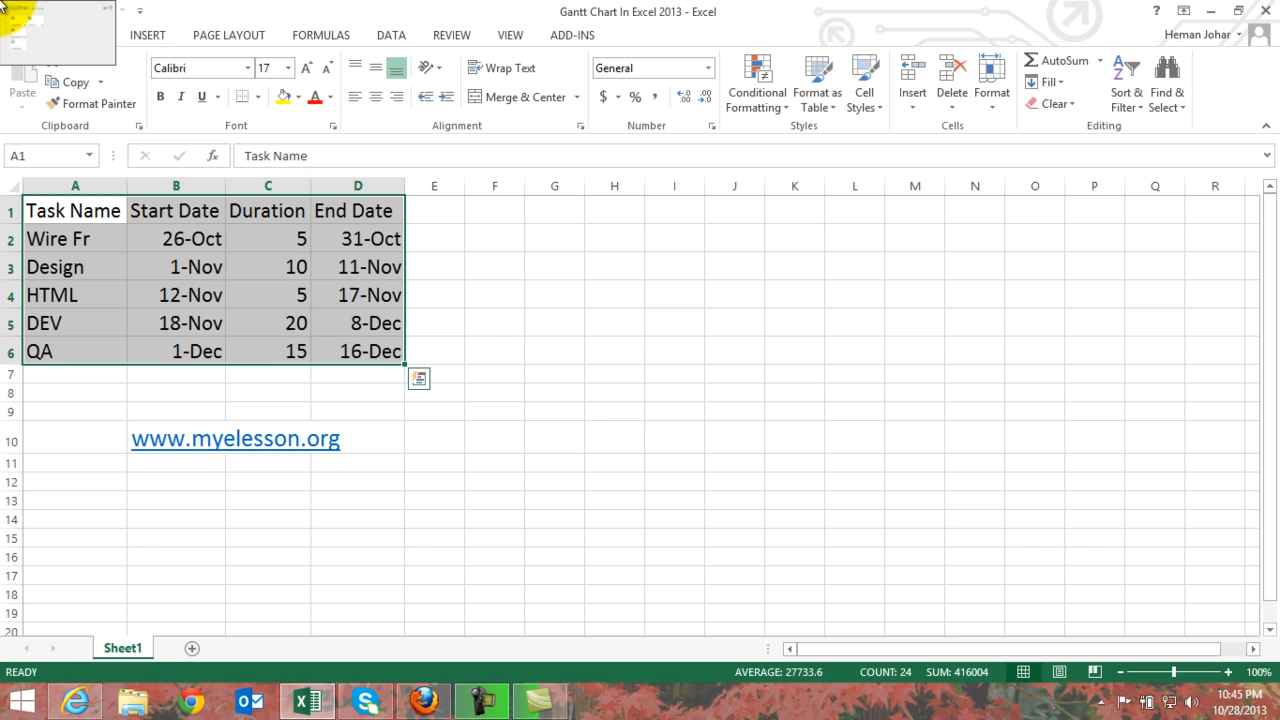 Gantt Chart In Excel 2013 - Excel
INSERT PAGE LAYOUT FORMULAS DATA REVIEW VIEW ADD-INS Heman Johar
Paste Copy Format Painter
Calibri 17
B I U
Wrap Text
Merge & Center
General
$ % ,
Conditional Formatting Format as Table Cell Styles
Insert Delete Format
AutoSum
Fill
Clear
Sort & Filter Find & Select
Clipboard Font Alignment Number Styles Cells Editing
A1 fx Task Name
A B C D E F G H I J K L M N O P Q R
1 Task Name Start Date Duration End Date
2 Wire Fr 26-Oct 5 31-Oct
3 Design 1-Nov 10 11-Nov
4 HTML 12-Nov 5 17-Nov
5 DEV 18-Nov 20 8-Dec
6 QA 1-Dec 15 16-Dec
7
8
9
10 www.myelesson.org
11
12
13
14
15
16
17
18
19
20
Sheet1
READY AVERAGE: 27733.6 COUNT: 24 SUM: 416004 100%
10:45 PM
10/28/2013